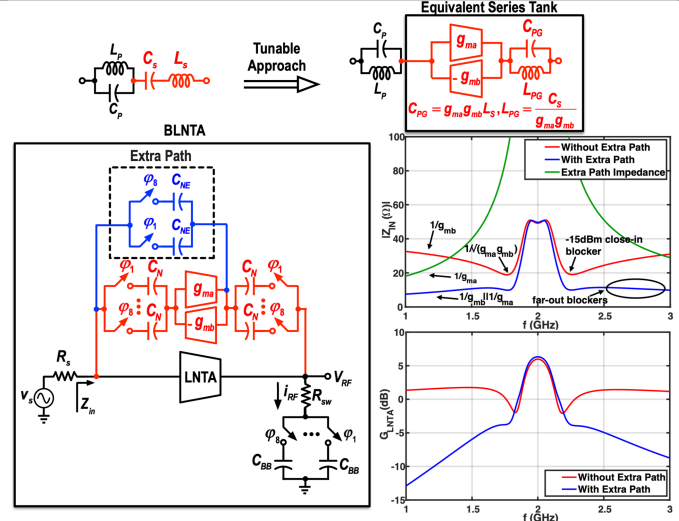 Equivalent Series Tank
L_P
C_P
C_s
L_s
Tunable
Approach
C_P
L_P
g_ma
-g_mb
C_PG
L_PG
C_PG = g_ma g_mb L_S, L_PG = C_S / g_ma g_mb
BLNTA
Extra Path
φ_8
C_NE
φ_1
C_NE
φ_1
C_N
φ_8
C_N
g_ma
-g_mb
C_N
φ_1
C_N
φ_8
R_s
v_s
Z_in
LNTA
V_RF
i_RF
R_sw
φ_8
φ_1
C_BB
C_BB
|Z_IN (Ω)|
100
80
60
40
20
0
Without Extra Path
With Extra Path
Extra Path Impedance
1/g_mb
1/√(g_ma g_mb)
-15dBm close-in
blocker
1/g_ma
1/g_mb||1/g_ma
far-out blockers
1
1.5
2
2.5
3
f (GHz)
G_LNTA(dB)
10
5
0
-5
-10
-15
Without Extra Path
With Extra Path
1
1.5
2
2.5
3
f (GHz)